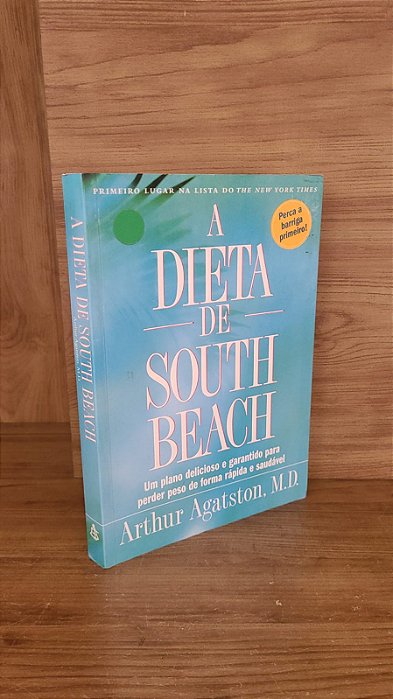 PRIMEIRO LUGAR NA LISTA DO THE NEW YORK TIMES
Perca a
barriga
primeiro!
A
DIETA
DE
SOUTH
BEACH
Um plano delicioso e garantido para
perder peso de forma rápida e saudável
Arthur Agatston, M.D.
A DIETA DE SOUTH BEACH